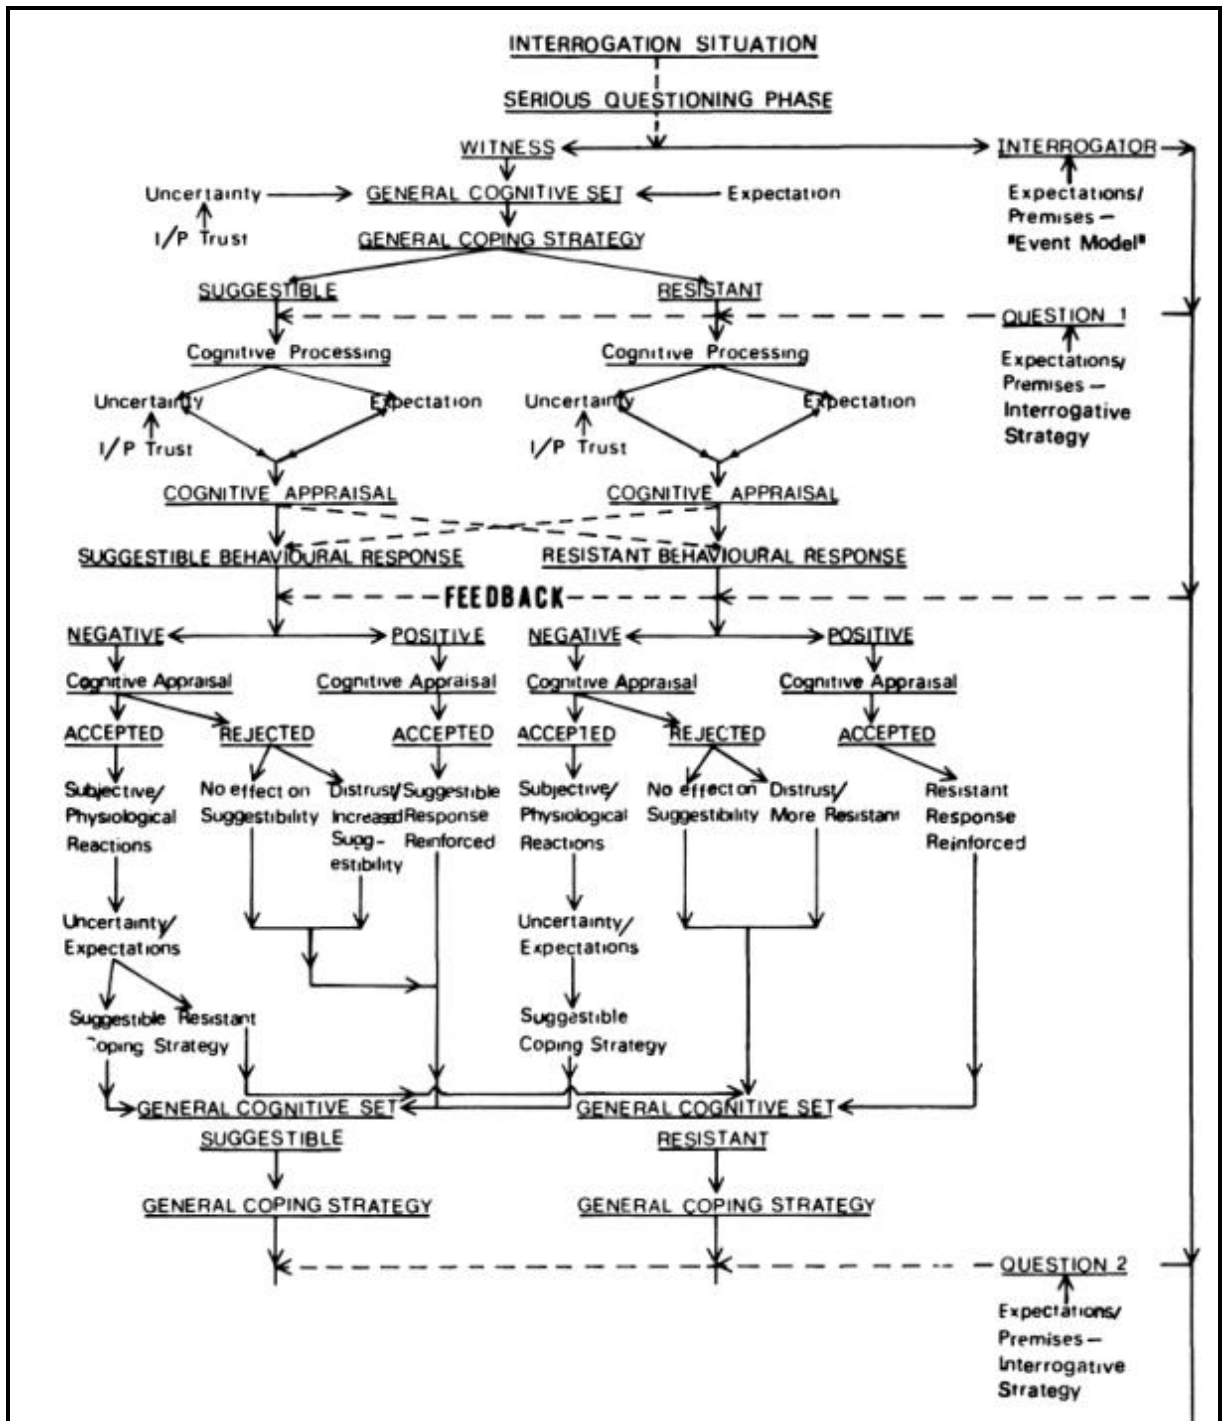 INTERROGATION SITUATION
SERIOUS QUESTIONING PHASE
WITNESS
INTERROGATOR
Uncertainty
GENERAL COGNITIVE SET
Expectation
I/P Trust
Expectations/
Premises –
"Event Model"
GENERAL COPING STRATEGY
SUGGESTIBLE
RESISTANT
QUESTION 1
Cognitive Processing
Cognitive Processing
Expectations/
Premises –
Interrogative
Strategy
Uncertainty
Expectation
Uncertainty
Expectation
I/P Trust
I/P Trust
COGNITIVE APPRAISAL
COGNITIVE APPRAISAL
SUGGESTIBLE BEHAVIOURAL RESPONSE
RESISTANT BEHAVIOURAL RESPONSE
FEEDBACK
NEGATIVE
POSITIVE
NEGATIVE
POSITIVE
Cognitive Appraisal
Cognitive Appraisal
Cognitive Appraisal
Cognitive Appraisal
ACCEPTED
REJECTED
ACCEPTED
ACCEPTED
REJECTED
ACCEPTED
Subjective/
Physiological
Reactions
No effect on
Suggestibility
Distrust/
Increased
Sugg-
estibility
Suggestible
Response
Reinforced
Subjective/
Physiological
Reactions
No effect on
Suggestibility
Distrust/
More Resistant
Resistant
Response
Reinforced
Uncertainty/
Expectations
Uncertainty/
Expectations
Suggestible Resistant
Coping Strategy
Suggestible
Coping Strategy
GENERAL COGNITIVE SET
GENERAL COGNITIVE SET
SUGGESTIBLE
RESISTANT
GENERAL COPING STRATEGY
GENERAL COPING STRATEGY
QUESTION 2
Expectations/
Premises –
Interrogative
Strategy